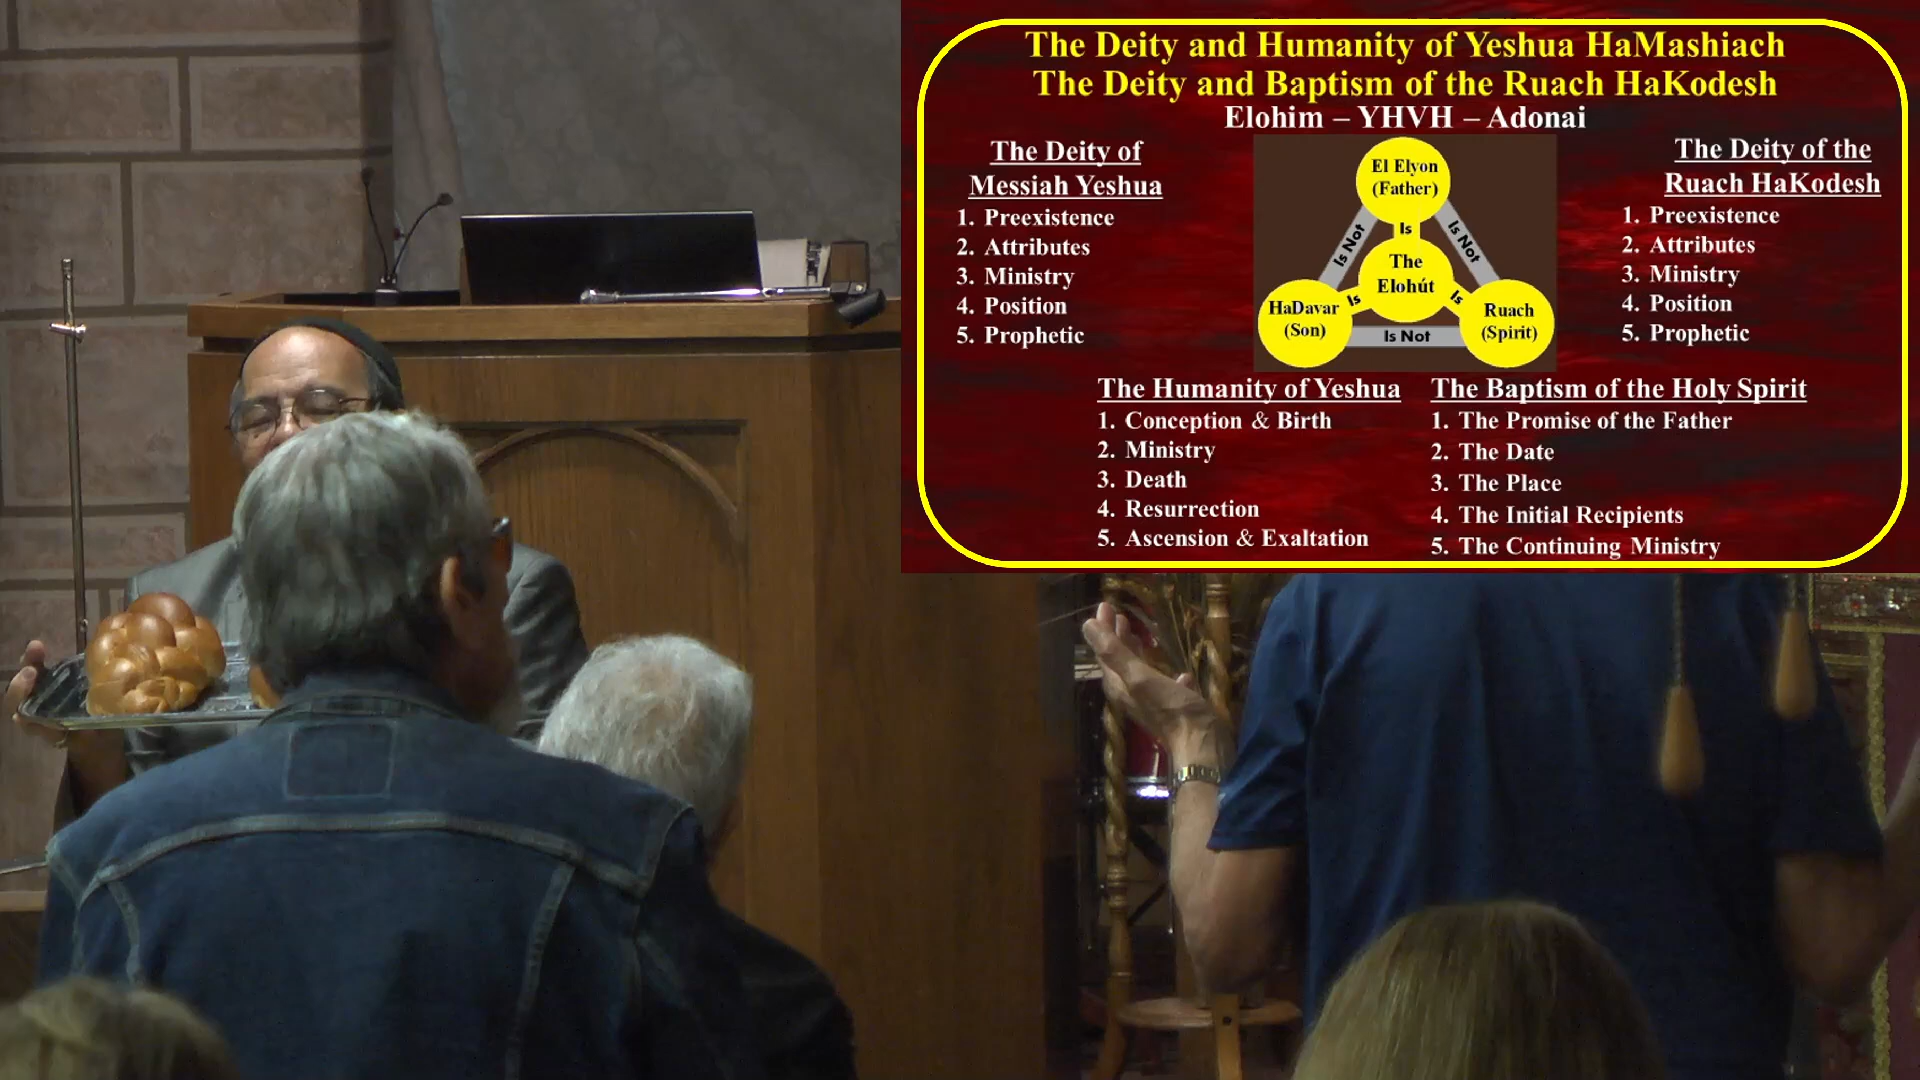 The Deity and Humanity of Yeshua HaMashiach
The Deity and Baptism of the Ruach HaKodesh
Elohim – YHVH – Adonai
The Deity of
Messiah Yeshua
1. Preexistence
2. Attributes
3. Ministry
4. Position
5. Prophetic
El Elyon
(Father)
Is Not
Is
Is Not
The
Elohút
HaDavar
(Son)
Is
Is
Ruach
(Spirit)
Is Not
The Deity of the
Ruach HaKodesh
1. Preexistence
2. Attributes
3. Ministry
4. Position
5. Prophetic
The Humanity of Yeshua
1. Conception & Birth
2. Ministry
3. Death
4. Resurrection
5. Ascension & Exaltation
The Baptism of the Holy Spirit
1. The Promise of the Father
2. The Date
3. The Place
4. The Initial Recipients
5. The Continuing Ministry